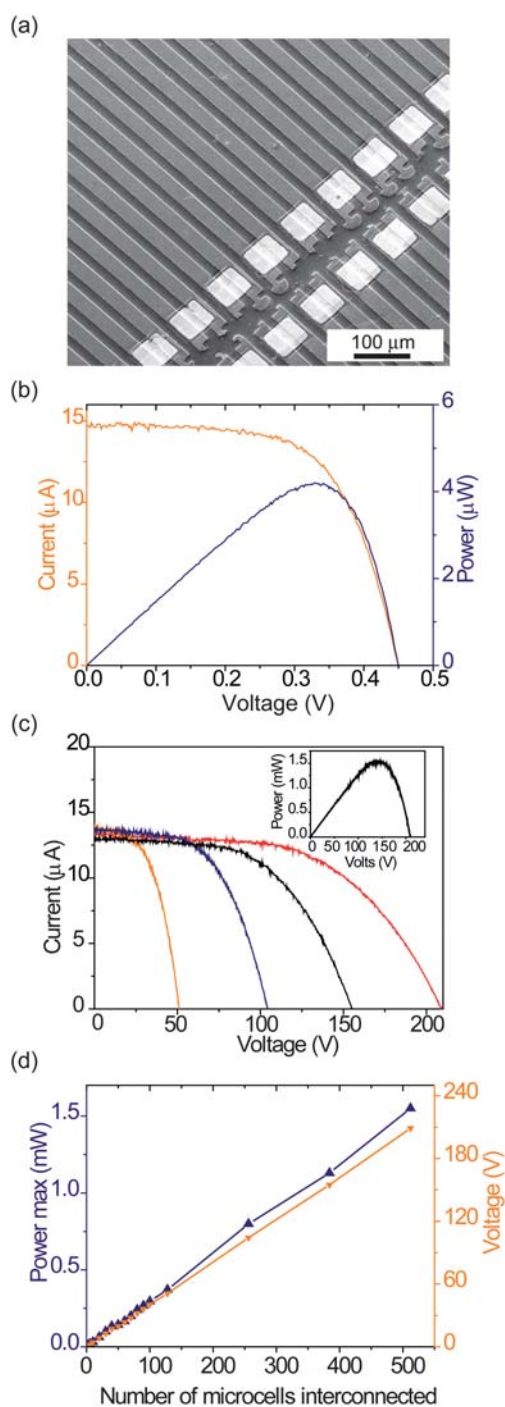 (a)
100 μm
(b)
15
10
5
0
Current (μA)
6
4
2
0
Power (μW)
0.0 0.1 0.2 0.3 0.4 0.5
Voltage (V)
(c)
20
15
10
5
0
Current (μA)
1.5
1.0
0.5
0.0
Power (mW)
0 50 100 150 200
Volts (V)
0 50 100 150 200
Voltage (V)
(d)
1.5
1.0
0.5
0.0
Power max (mW)
240
180
120
60
0
Voltage (V)
0 100 200 300 400 500
Number of microcells interconnected